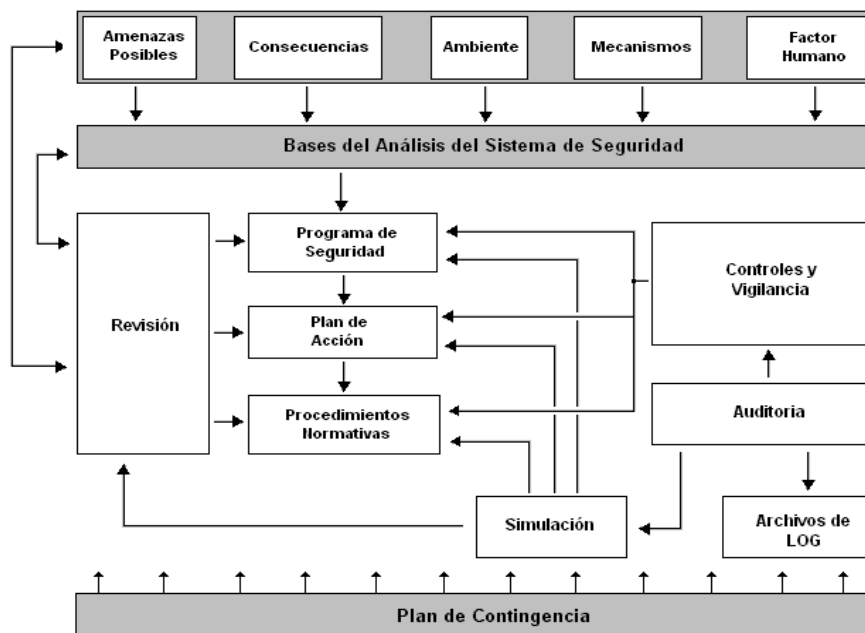 Amenazas
Posibles
Consecuencias
Ambiente
Mecanismos
Factor
Humano
Bases del Análisis del Sistema de Seguridad
Revisión
Programa de
Seguridad
Plan de
Acción
Procedimientos
Normativas
Controles y
Vigilancia
Auditoria
Simulación
Archivos de
LOG
Plan de Contingencia